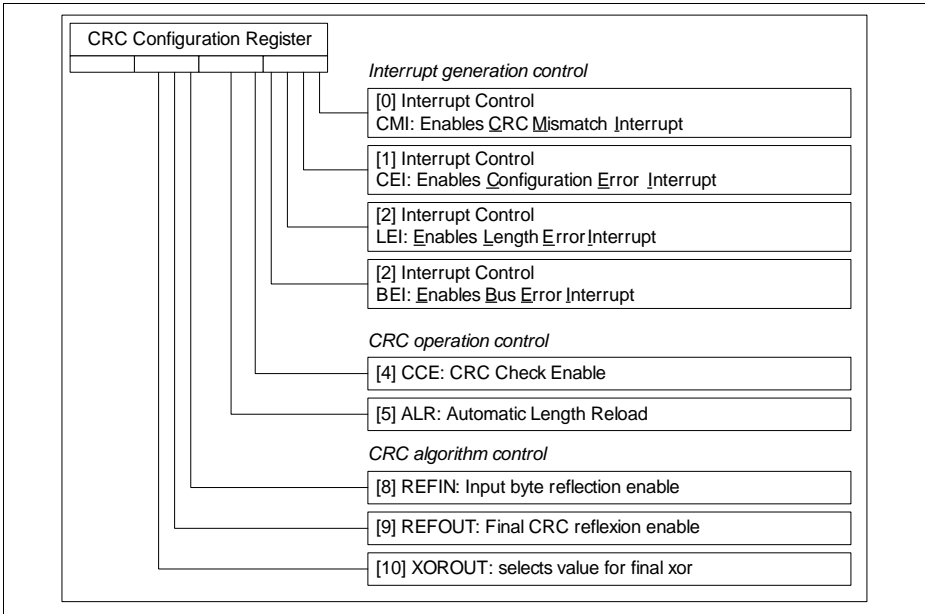 CRC Configuration Register
Interrupt generation control
[0] Interrupt Control
CMI: Enables CRC Mismatch Interrupt
[1] Interrupt Control
CEI: Enables Configuration Error Interrupt
[2] Interrupt Control
LEI: Enables Length Error Interrupt
[2] Interrupt Control
BEI: Enables Bus Error Interrupt
CRC operation control
[4] CCE: CRC Check Enable
[5] ALR: Automatic Length Reload
CRC algorithm control
[8] REFIN: Input byte reflection enable
[9] REFOUT: Final CRC reflexion enable
[10] XOROUT: selects value for final xor